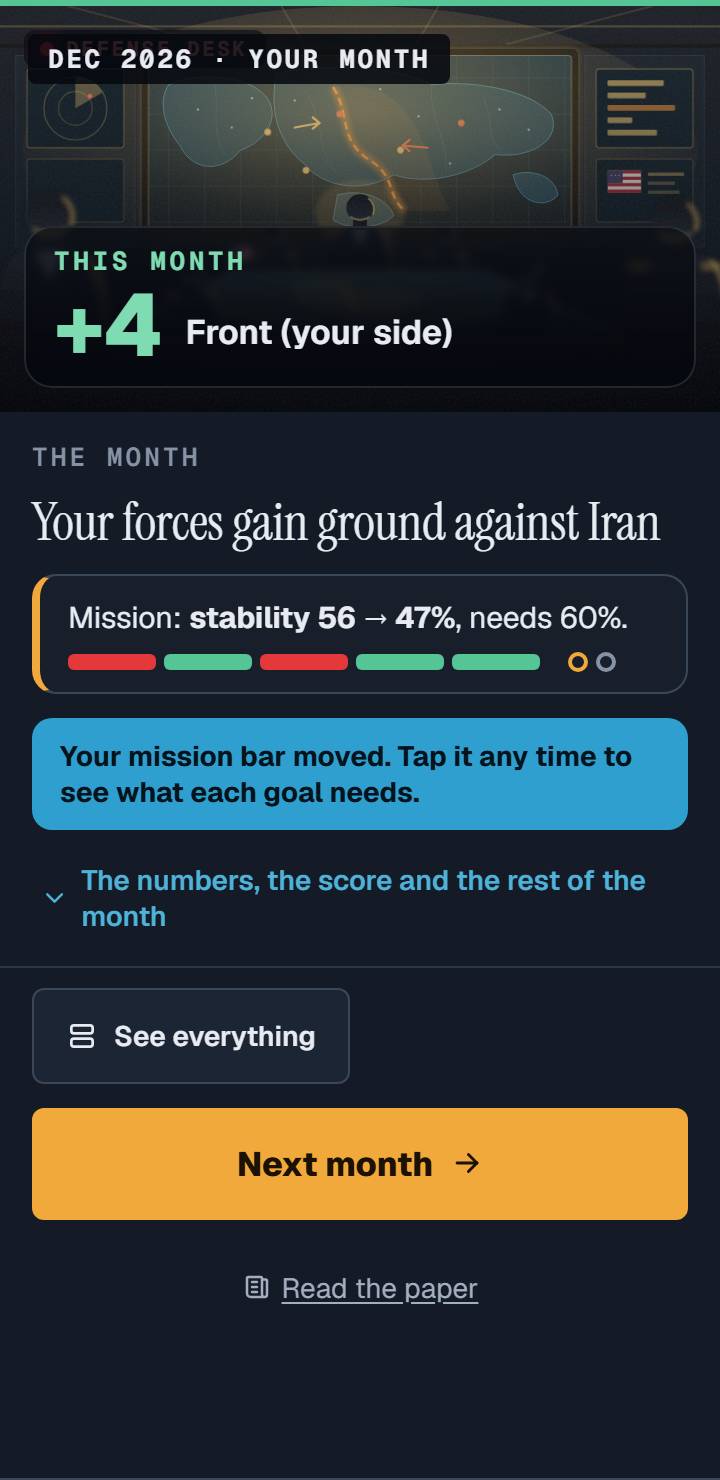 DEFENSE DESK
DEC 2026 · YOUR MONTH
THIS MONTH
+4 Front (your side)
THE MONTH
Your forces gain ground against Iran
Mission: stability 56 → 47%, needs 60%.
Your mission bar moved. Tap it any time to
see what each goal needs.
The numbers, the score and the rest of the
month
See everything
Next month →
Read the paper